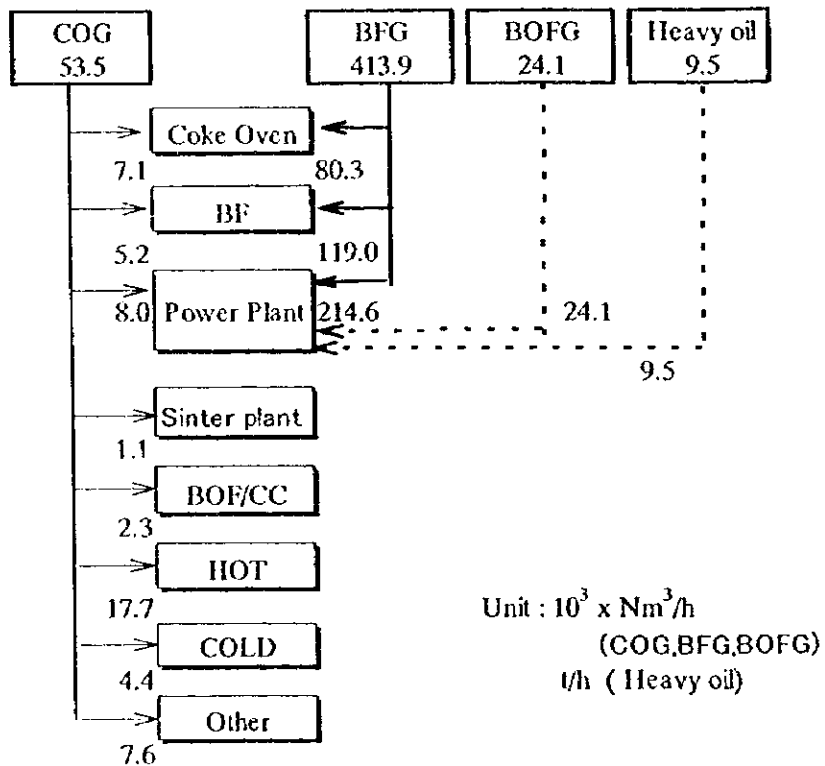 COG BFG BOFG Heavy oil
53.5 413.9 24.1 9.5
Coke Oven
7.1 80.3
BF
5.2 119.0
8.0 Power Plant 214.6 24.1
9.5
Sinter plant
1.1
BOF/CC
2.3
HOT
17.7
Unit : 10³ x Nm³/h
COLD
(COG,BFG,BOFG)
4.4
t/h ( Heavy oil)
Other
7.6